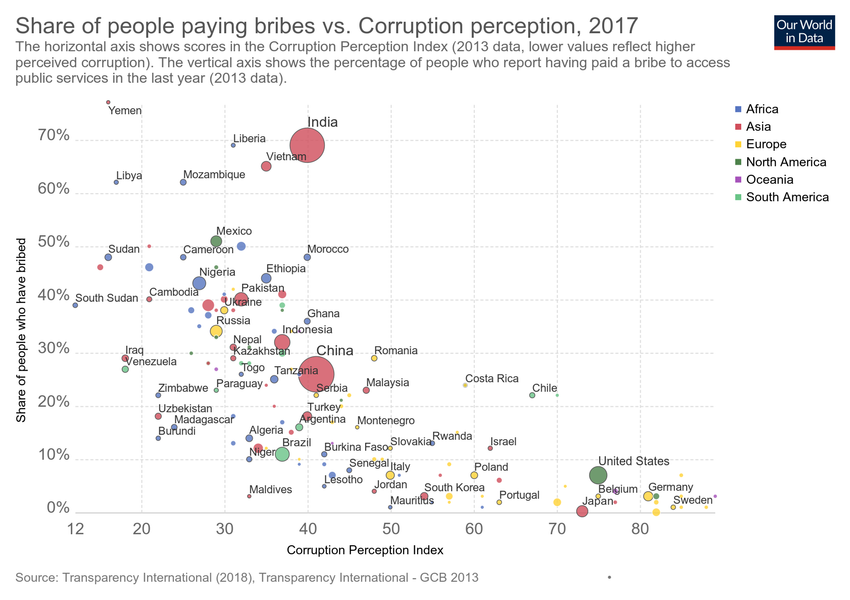 Share of people paying bribes vs. Corruption perception, 2017
Our World
in Data
The horizontal axis shows scores in the Corruption Perception Index (2013 data, lower values reflect higher
perceived corruption). The vertical axis shows the percentage of people who report having paid a bribe to access
public services in the last year (2013 data).
Africa
Asia
Europe
North America
Oceania
South America
Share of people who have bribed
70%
60%
50%
40%
30%
20%
10%
0%
Yemen
India
Liberia
Vietnam
Libya
Mozambique
Mexico
Sudan
Cameroon
Morocco
Nigeria
Ethiopia
Cambodia
Pakistan
South Sudan
Ukraine
Ghana
Russia
Indonesia
Nepal
Kazakhstan
China
Romania
Iraq
Venezuela
Togo
Tanzania
Zimbabwe
Paraguay
Serbia
Malaysia
Costa Rica
Chile
Uzbekistan
Turkey
Madagascar
Argentina
Montenegro
Burundi
Algeria
Brazil
Burkina Faso
Slovakia
Rwanda
Israel
Niger
Senegal
Italy
Poland
United States
Maldives
Lesotho
Jordan
South Korea
Mauritius
Portugal
Belgium
Japan
Germany
Sweden
12
20
30
40
50
60
70
80
Corruption Perception Index
Source: Transparency International (2018), Transparency International - GCB 2013